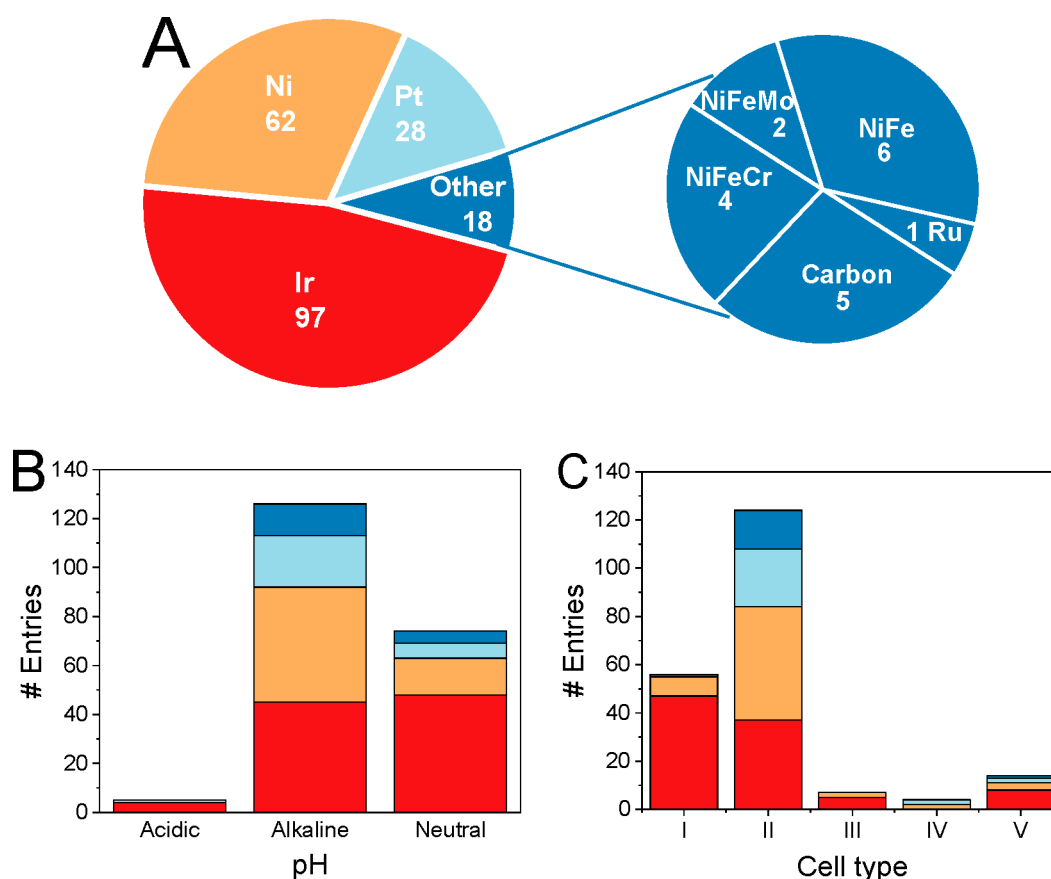 A
Ni
62
Pt
28
Other
18
Ir
97
NiFeMo
2
NiFe
6
NiFeCr
4
1 Ru
Carbon
5
B
140
120
100
80
60
40
20
0
# Entries
Acidic
Alkaline
Neutral
pH
C
140
120
100
80
60
40
20
0
# Entries
I
II
III
IV
V
Cell type